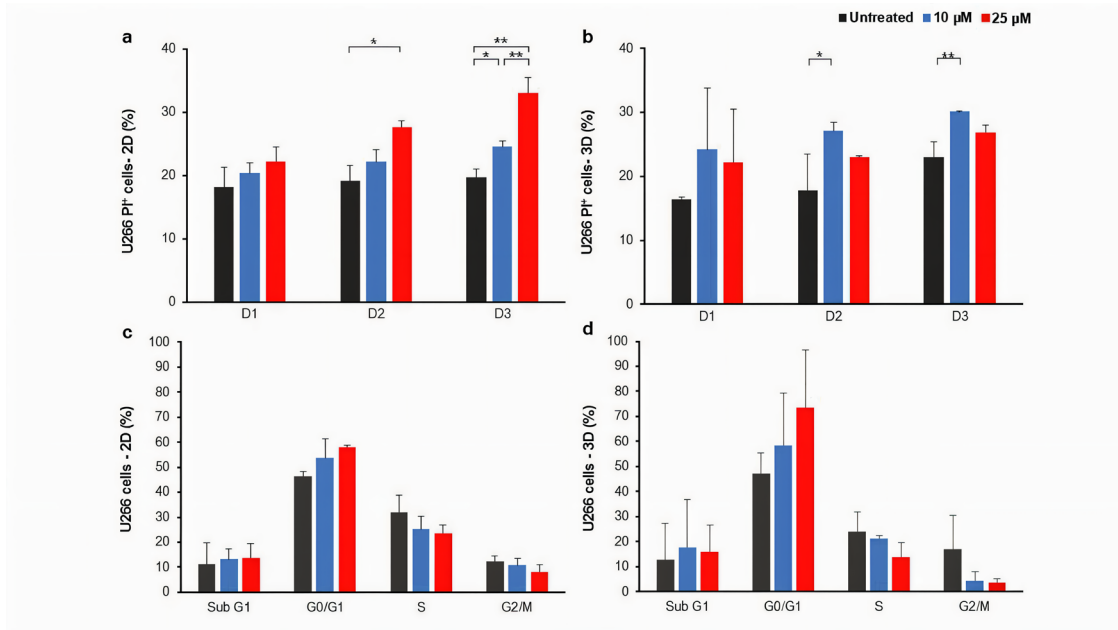 Untreated 10 µM 25 µM
a
U266 PI⁺ cells- 2D (%)
40
30
20
10
0
*
**
* **
D1 D2 D3
b
U266 PI⁺ cells- 3D (%)
40
30
20
10
0
*
**
D1 D2 D3
c
U266 cells - 2D (%)
100
90
80
70
60
50
40
30
20
10
0
Sub G1 G0/G1 S G2/M
d
U266 cells - 3D (%)
100
90
80
70
60
50
40
30
20
10
0
Sub G1 G0/G1 S G2/M